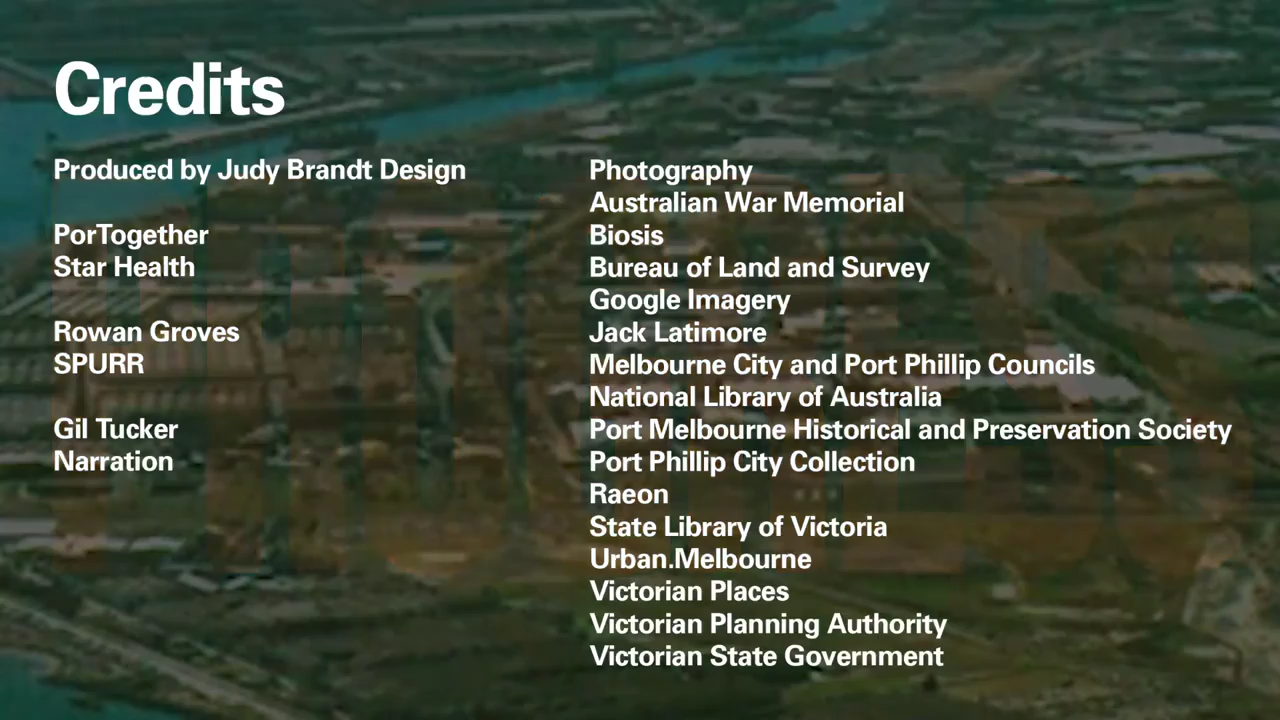 Credits
Produced by Judy Brandt Design
PorTogether
Star Health
Rowan Groves
SPURR
Gil Tucker
Narration
Photography
Australian War Memorial
Biosis
Bureau of Land and Survey
Google Imagery
Jack Latimore
Melbourne City and Port Phillip Councils
National Library of Australia
Port Melbourne Historical and Preservation Society
Port Phillip City Collection
Raeon
State Library of Victoria
Urban.Melbourne
Victorian Places
Victorian Planning Authority
Victorian State Government